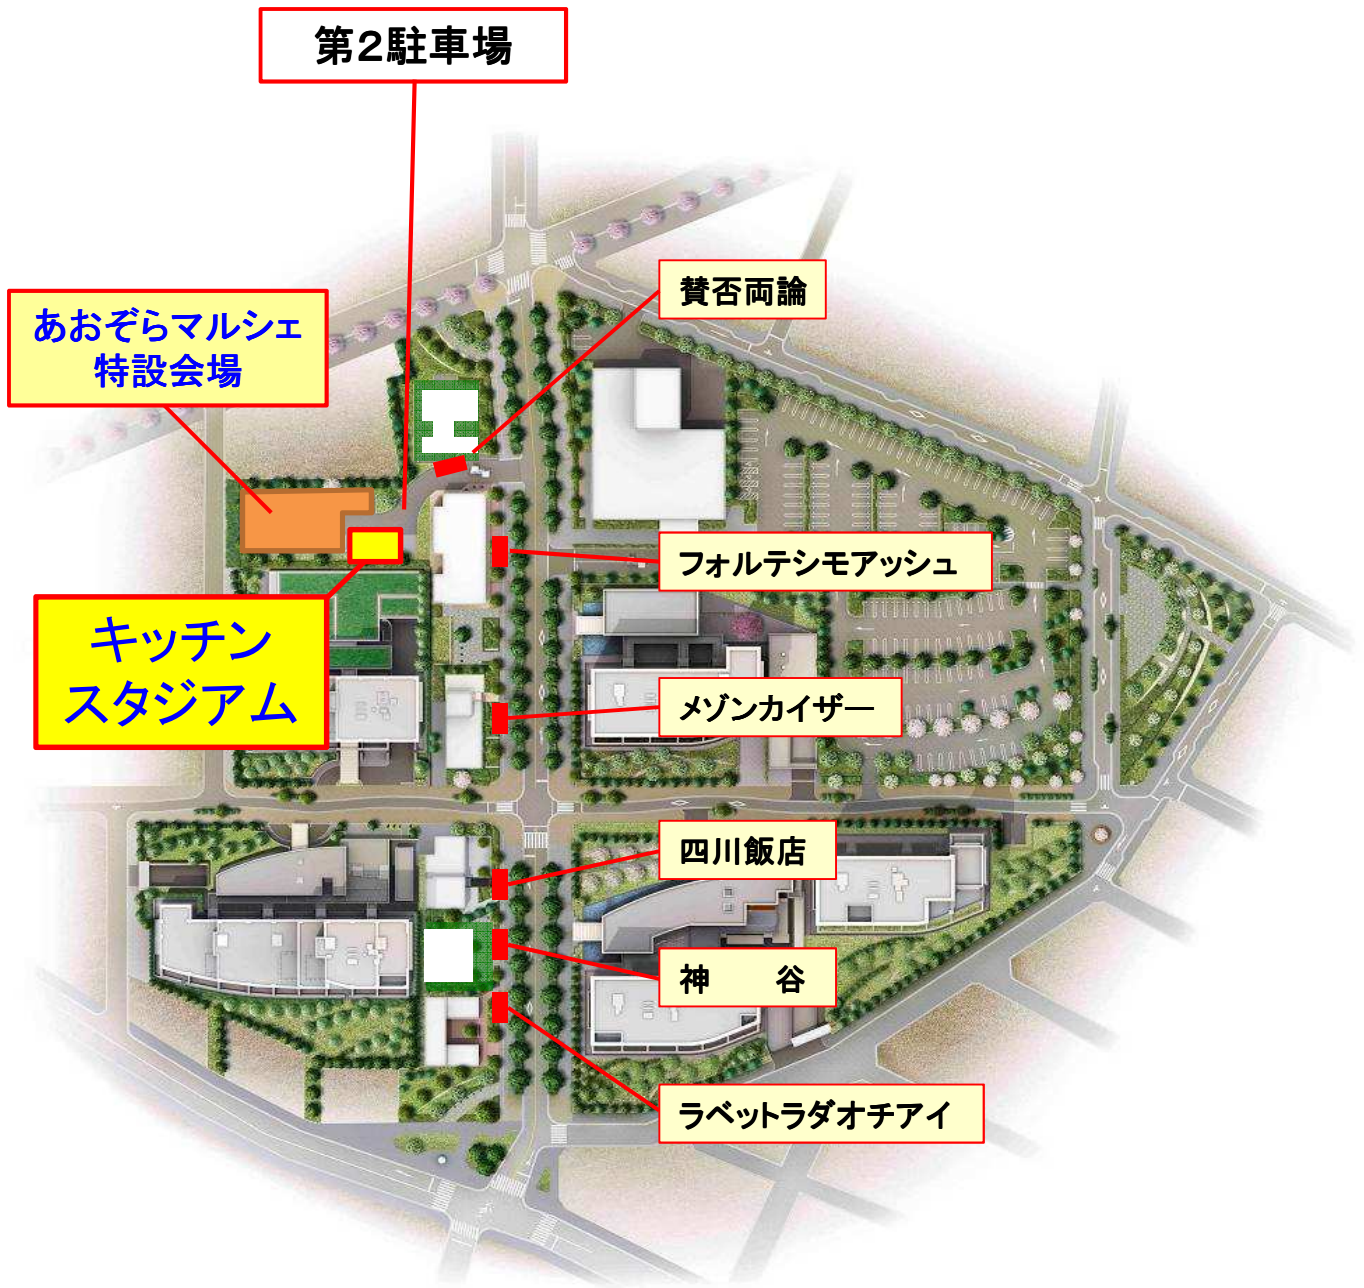 第2駐車場
賛否両論
あおぞらマルシェ
特設会場
フォルテシモアッシュ
キッチン
スタジアム
メゾンカイザー
四川飯店
神　　谷
ラベットラダオチアイ